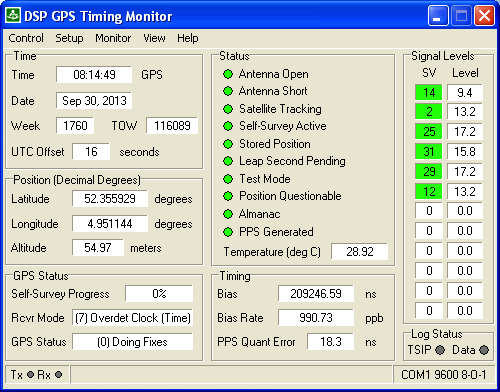 DSP GPS Timing Monitor
Control Setup Monitor View Help
Time
Time 08:14:49 GPS
Date Sep 30, 2013
Week 1760 TOW 116089
UTC Offset 16 seconds
Position (Decimal Degrees)
Latitude 52.355929 degrees
Longitude 4.951144 degrees
Altitude 54.97 meters
GPS Status
Self-Survey Progress 0%
Rcvr Mode (7) Overdet Clock (Time)
GPS Status (0) Doing Fixes
Status
Antenna Open
Antenna Short
Satellite Tracking
Self-Survey Active
Stored Position
Leap Second Pending
Test Mode
Position Questionable
Almanac
PPS Generated
Temperature (deg C) 28.92
Timing
Bias 209246.59 ns
Bias Rate 990.73 ppb
PPS Quant Error 18.3 ns
Signal Levels
SV Level
14 9.4
2 13.2
25 17.2
31 15.8
29 17.2
12 13.2
0 0.0
0 0.0
0 0.0
0 0.0
0 0.0
0 0.0
Log Status
TSIP Data
Tx Rx COM1 9600 8-O-1